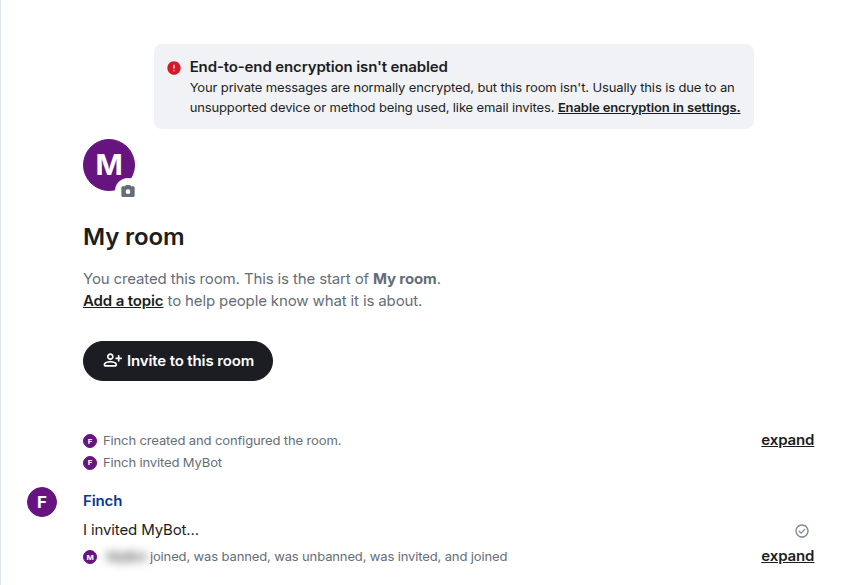 End-to-end encryption isn't enabled
Your private messages are normally encrypted, but this room isn't. Usually this is due to an
unsupported device or method being used, like email invites. Enable encryption in settings.
M
My room
You created this room. This is the start of My room.
Add a topic to help people know what it is about.
Invite to this room
F Finch created and configured the room. expand
F Finch invited MyBot
F Finch
I invited MyBot...
M joined, was banned, was unbanned, was invited, and joined expand